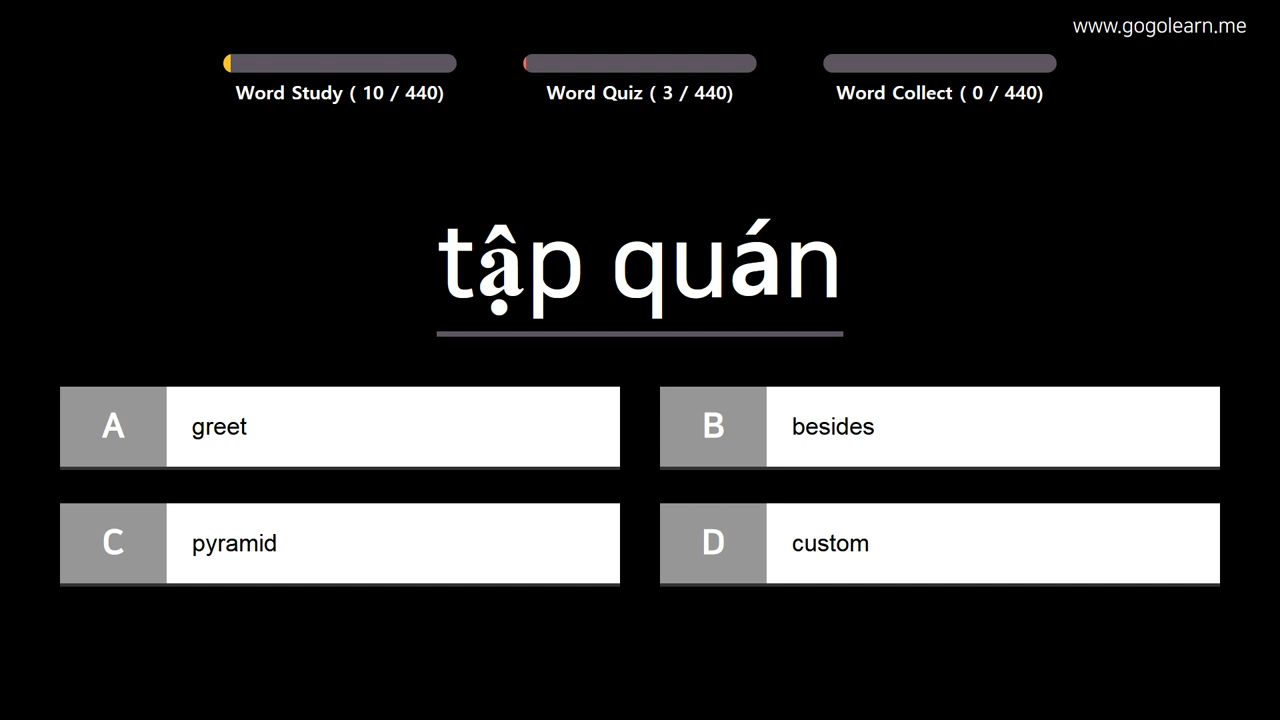 www.gogolearn.me
Word Study ( 10 / 440)
Word Quiz ( 3 / 440)
Word Collect ( 0 / 440)
tập quán
A greet
B besides
C pyramid
D custom